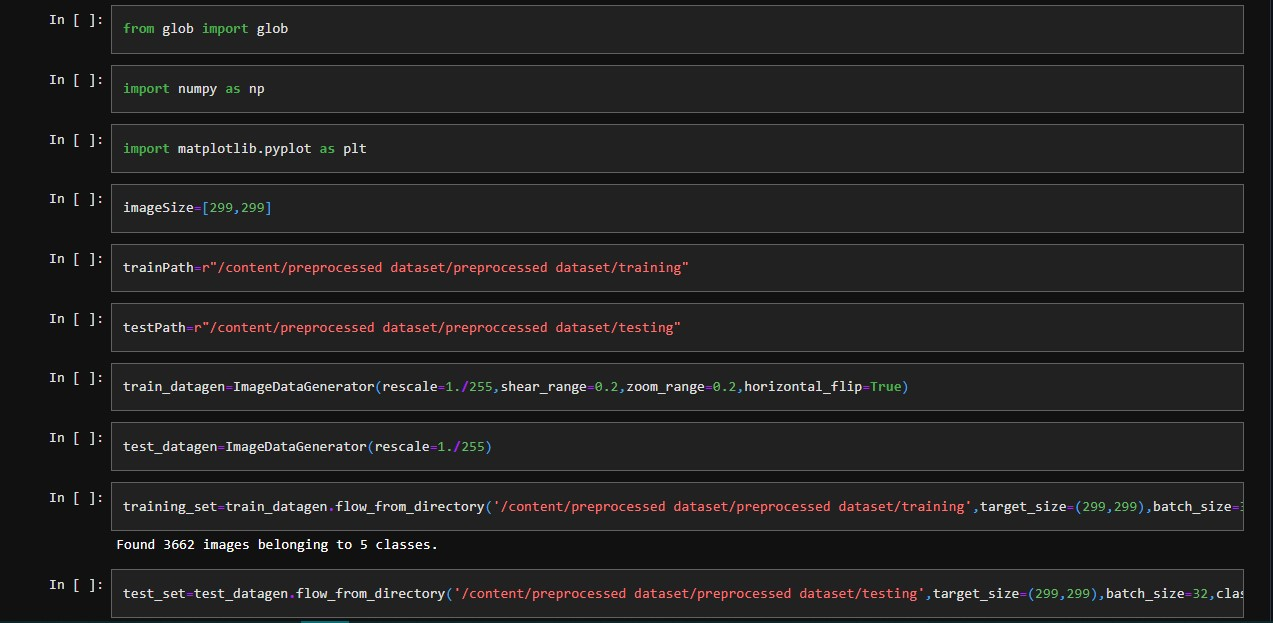 In [ ]: from glob import glob
In [ ]: import numpy as np
In [ ]: import matplotlib.pyplot as plt
In [ ]: imageSize=[299,299]
In [ ]: trainPath=r"/content/preprocessed dataset/preprocessed dataset/training"
In [ ]: testPath=r"/content/preprocessed dataset/preproccessed dataset/testing"
In [ ]: train_datagen=ImageDataGenerator(rescale=1./255,shear_range=0.2,zoom_range=0.2,horizontal_flip=True)
In [ ]: test_datagen=ImageDataGenerator(rescale=1./255)
In [ ]: training_set=train_datagen.flow_from_directory('/content/preprocessed dataset/preprocessed dataset/training',target_size=(299,299),batch_size=
Found 3662 images belonging to 5 classes.
In [ ]: test_set=test_datagen.flow_from_directory('/content/preprocessed dataset/preprocessed dataset/testing',target_size=(299,299),batch_size=32,clas